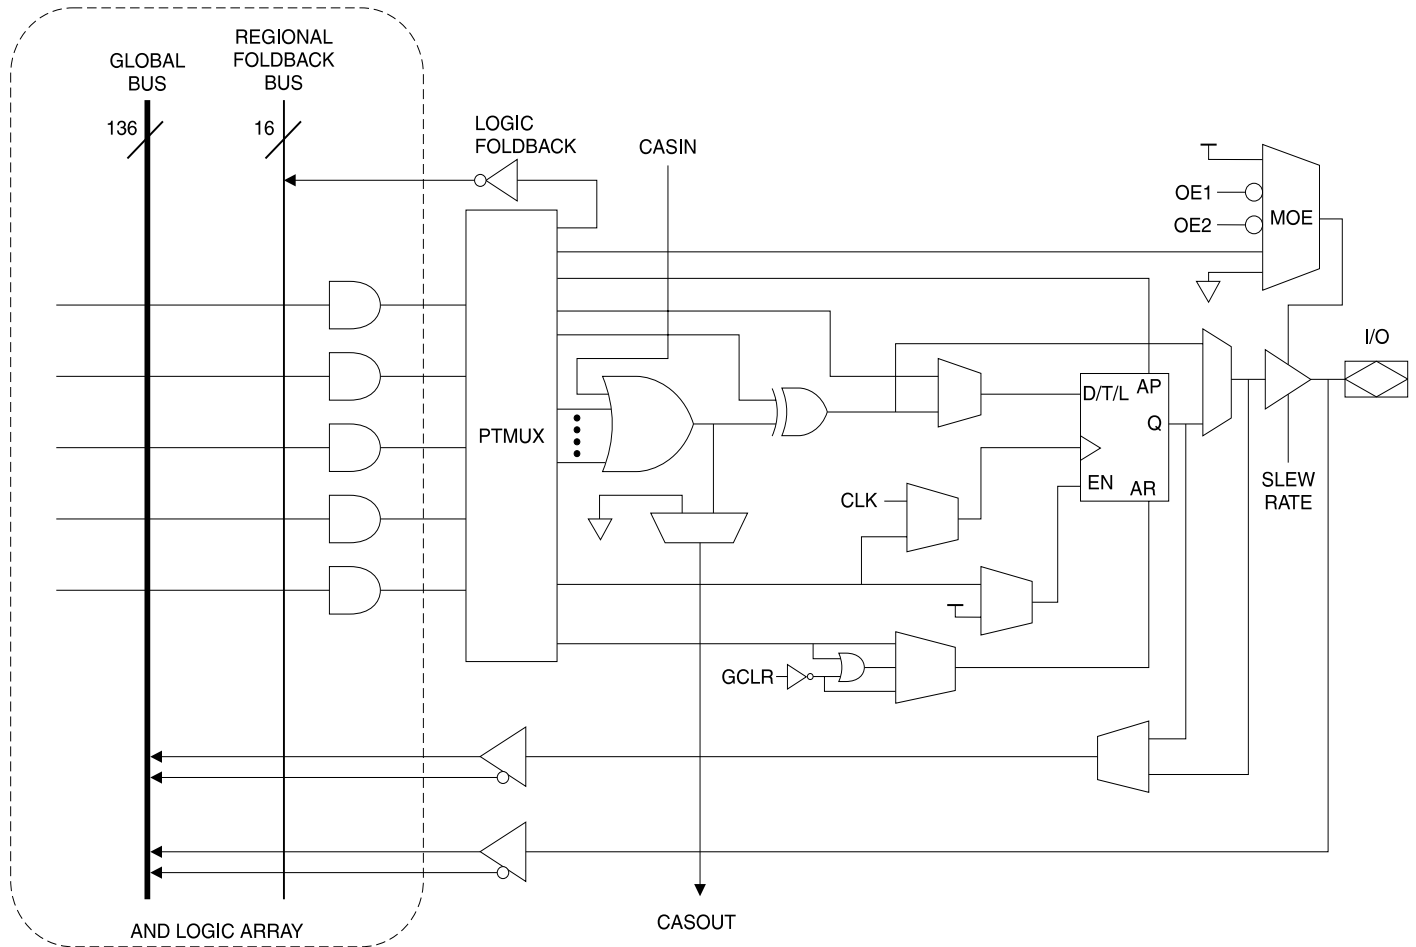 REGIONAL
FOLDBACK
BUS
GLOBAL
BUS
136
16
LOGIC
FOLDBACK
CASIN
OE1
OE2
MOE
I/O
D/T/L
AP
Q
PTMUX
EN
AR
CLK
SLEW
RATE
GCLR
CASOUT
AND LOGIC ARRAY